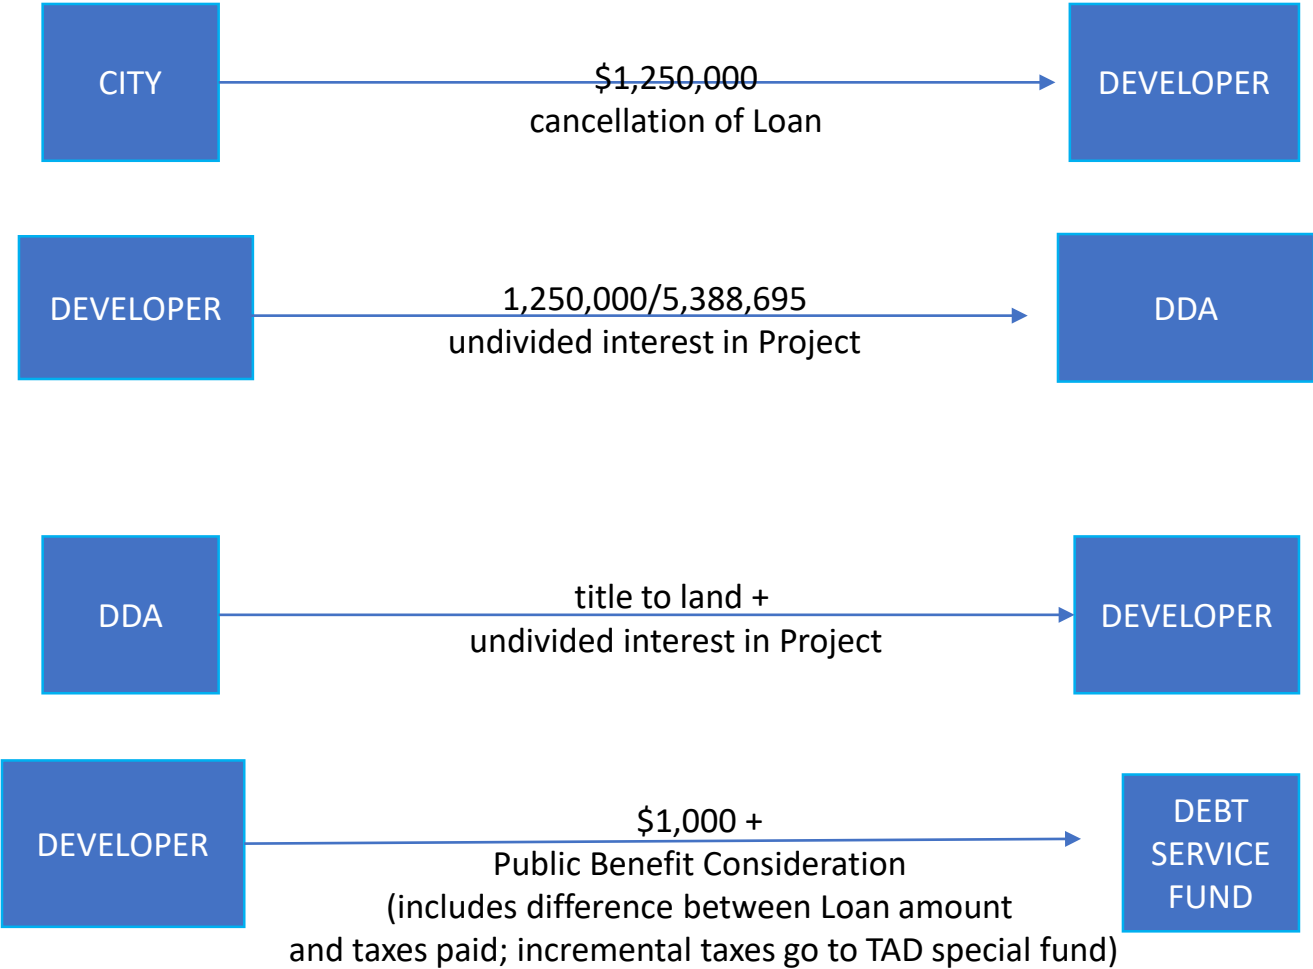 CITY
$1,250,000
cancellation of Loan
DEVELOPER
DEVELOPER
1,250,000/5,388,695
undivided interest in Project
DDA
DDA
title to land +
undivided interest in Project
DEVELOPER
DEVELOPER
$1,000 +
Public Benefit Consideration
(includes difference between Loan amount
and taxes paid; incremental taxes go to TAD special fund)
DEBT
SERVICE
FUND